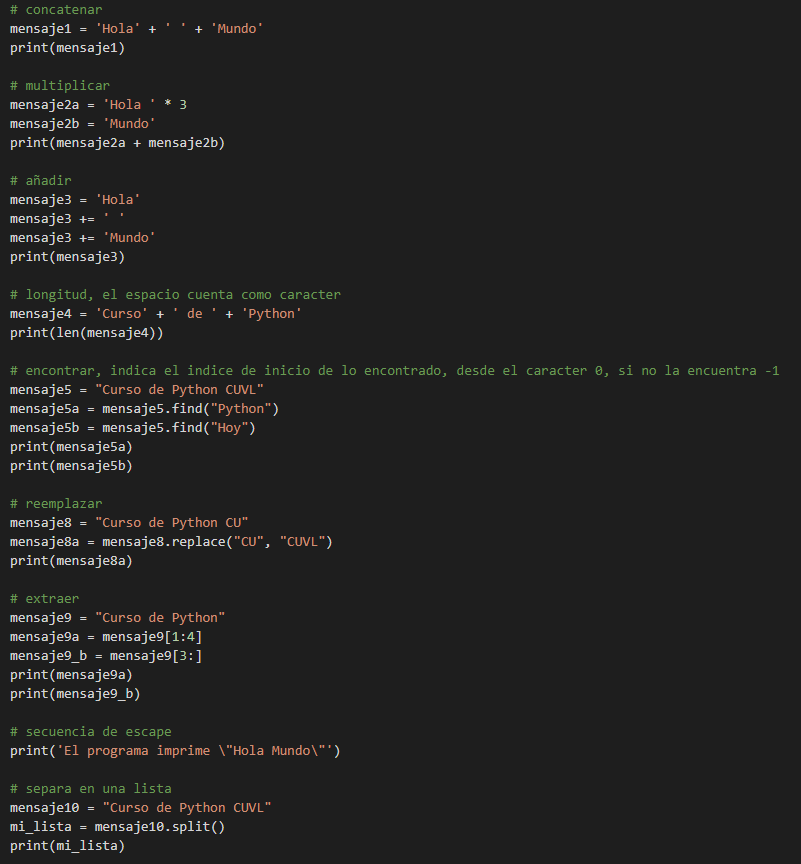 # concatenar
mensaje1 = 'Hola' + ' ' + 'Mundo'
print(mensaje1)

# multiplicar
mensaje2a = 'Hola ' * 3
mensaje2b = 'Mundo'
print(mensaje2a + mensaje2b)

# añadir
mensaje3 = 'Hola'
mensaje3 += ' '
mensaje3 += 'Mundo'
print(mensaje3)

# longitud, el espacio cuenta como caracter
mensaje4 = 'Curso' + ' de ' + 'Python'
print(len(mensaje4))

# encontrar, indica el indice de inicio de lo encontrado, desde el caracter 0, si no la encuentra -1
mensaje5 = "Curso de Python CUVL"
mensaje5a = mensaje5.find("Python")
mensaje5b = mensaje5.find("Hoy")
print(mensaje5a)
print(mensaje5b)

# reemplazar
mensaje8 = "Curso de Python CU"
mensaje8a = mensaje8.replace("CU", "CUVL")
print(mensaje8a)

# extraer
mensaje9 = "Curso de Python"
mensaje9a = mensaje9[1:4]
mensaje9_b = mensaje9[3:]
print(mensaje9a)
print(mensaje9_b)

# secuencia de escape
print('El programa imprime \"Hola Mundo\"')

# separa en una lista
mensaje10 = "Curso de Python CUVL"
mi_lista = mensaje10.split()
print(mi_lista)